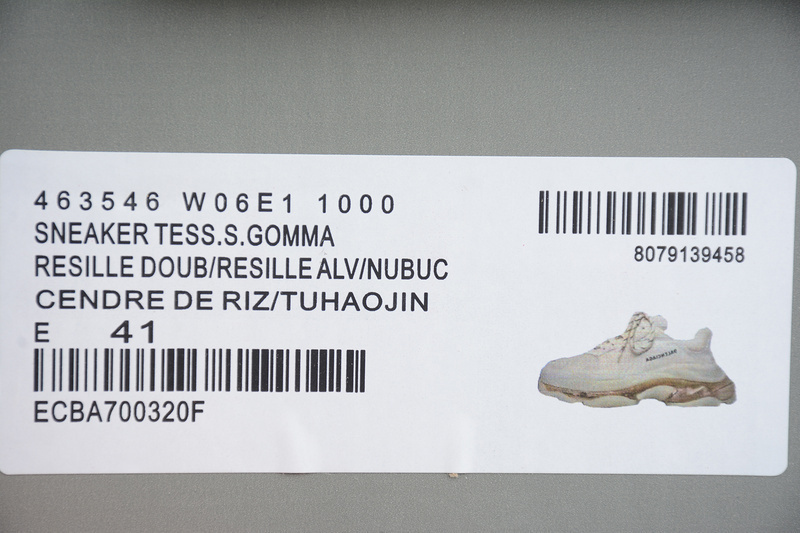 463546 W06E1 1000
SNEAKER TESS.S.GOMMA
RESILLE DOUB/RESILLE ALV/NUBUC
CENDRE DE RIZ/TUHAOJIN
E 41
ECBA700320F
8079139458